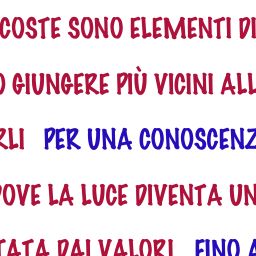 COSTE SONO ELEMENTI DI
O GIUNGERE PIÙ VICINI ALL
RLI PER UNA CONOSCENZ
DOVE LA LUCE DIVENTA UN
TATA DAI VALORI FINO A